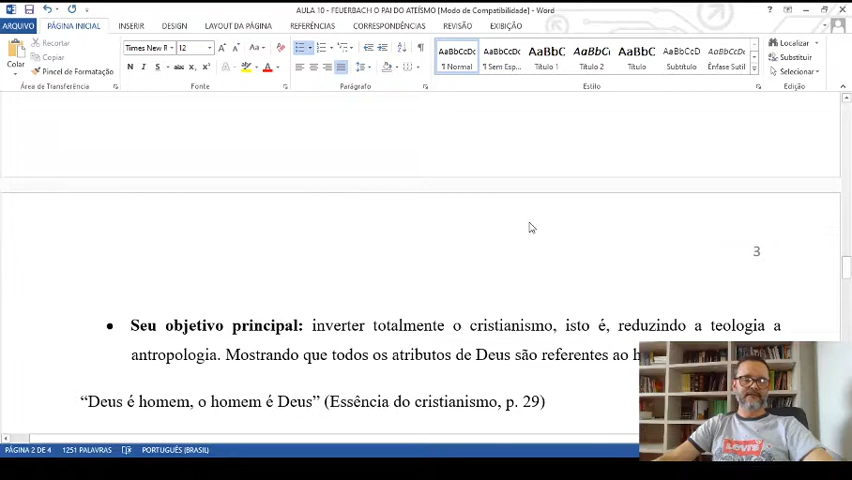 AULA 10 - FEUERBACH O PAI DO ATEÍSMO [Modo de Compatibilidade] - Word
ARQUIVO PÁGINA INICIAL INSERIR DESIGN LAYOUT DA PÁGINA REFERÊNCIAS CORRESPONDÊNCIAS REVISÃO EXIBIÇÃO
Recortar
Copiar
Pincel de Formatação
Colar
Área de Transferência
Times New R 12
N I S
Fonte
Parágrafo
AaBbCcDc AaBbCcDc AaBbC AaBbCc AaBbC AaBbCcD AaBbCcD
¶ Normal ¶ Sem Esp... Título 1 Título 2 Título Subtítulo Ênfase Sutil
Estilo
Localizar
Substituir
Selecionar
Edição
3
• Seu objetivo principal: inverter totalmente o cristianismo, isto é, reduzindo a teologia a
antropologia. Mostrando que todos os atributos de Deus são referentes ao h
“Deus é homem, o homem é Deus” (Essência do cristianismo, p. 29)
LEVI'S
PÁGINA 2 DE 4 1251 PALAVRAS PORTUGUÊS (BRASIL)